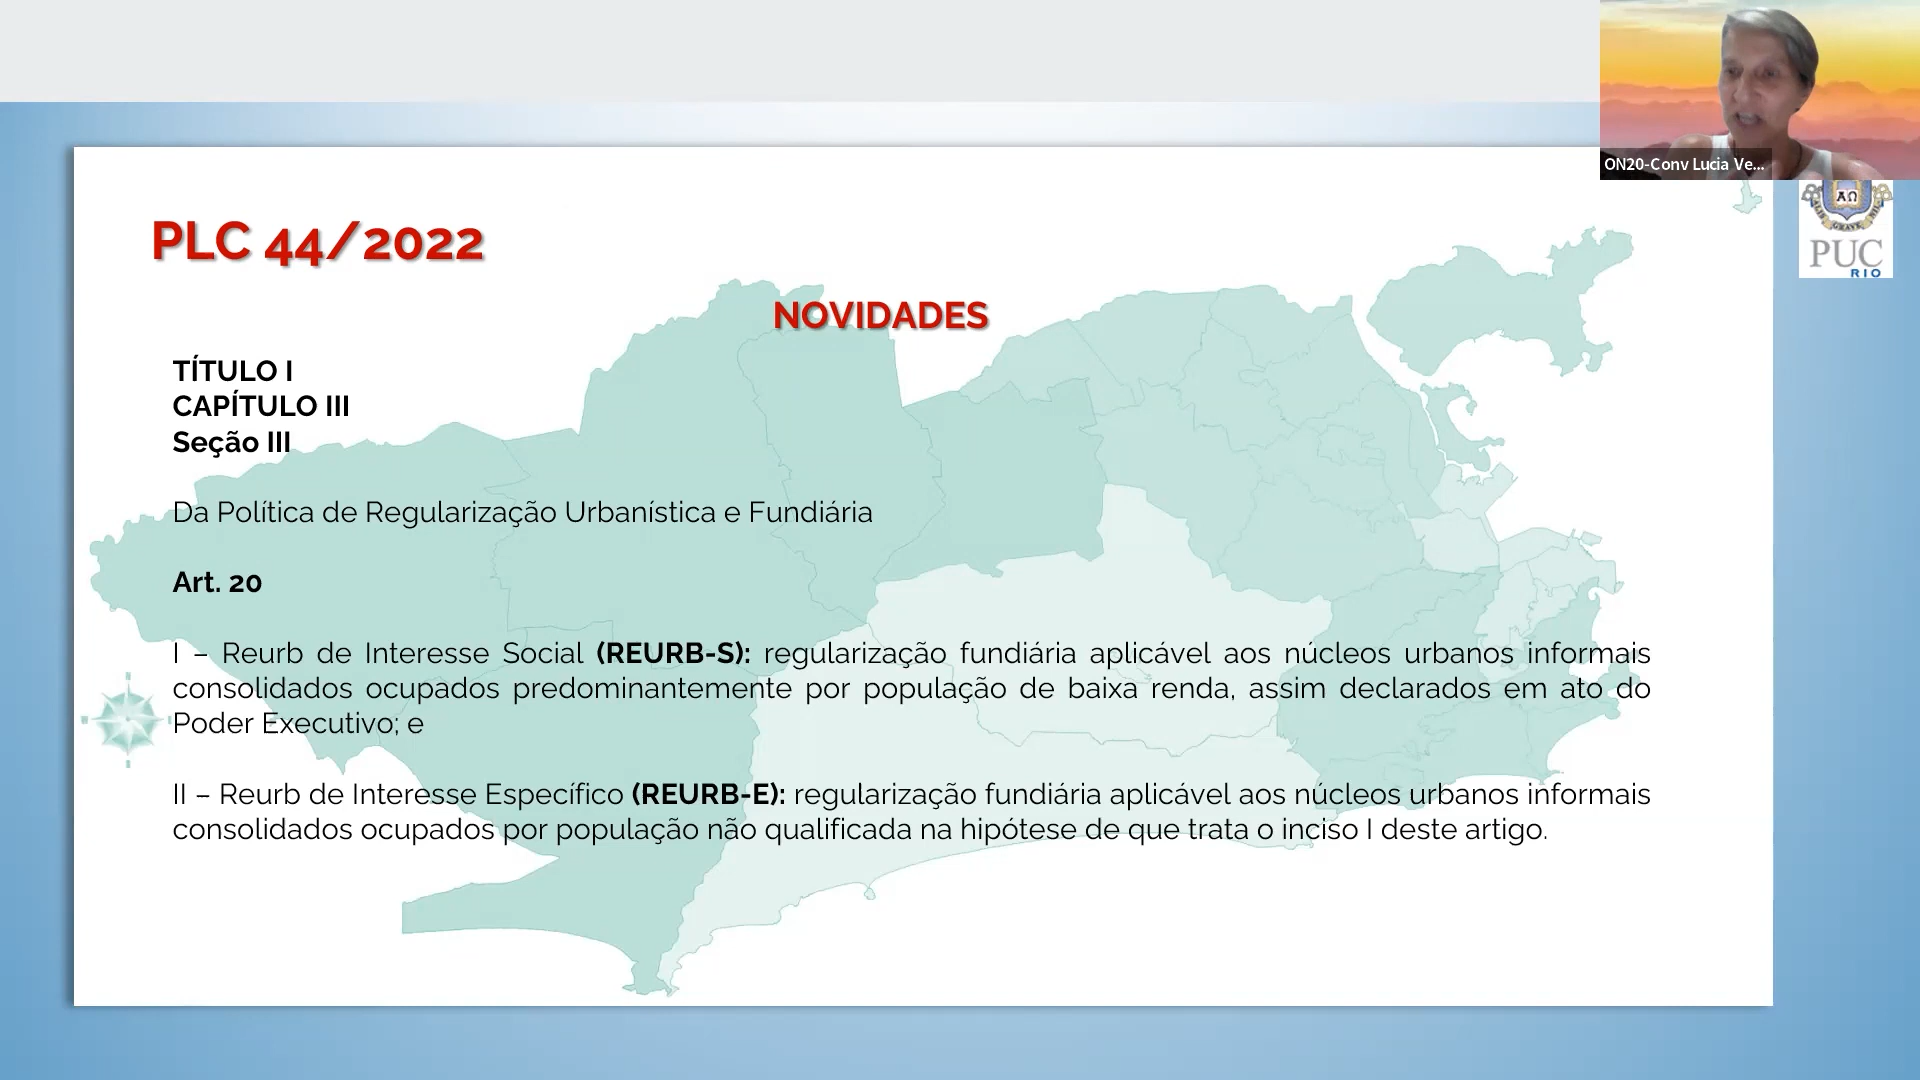 ON20-Conv Lucia Ve...
ΑΩ
ALIS
GRAVE
NIL
PUC
RIO
PLC 44/2022
NOVIDADES
TÍTULO I
CAPÍTULO III
Seção III
Da Política de Regularização Urbanística e Fundiária
Art. 20
I – Reurb de Interesse Social (REURB-S): regularização fundiária aplicável aos núcleos urbanos informais
consolidados ocupados predominantemente por população de baixa renda, assim declarados em ato do
Poder Executivo; e
II – Reurb de Interesse Específico (REURB-E): regularização fundiária aplicável aos núcleos urbanos informais
consolidados ocupados por população não qualificada na hipótese de que trata o inciso I deste artigo.